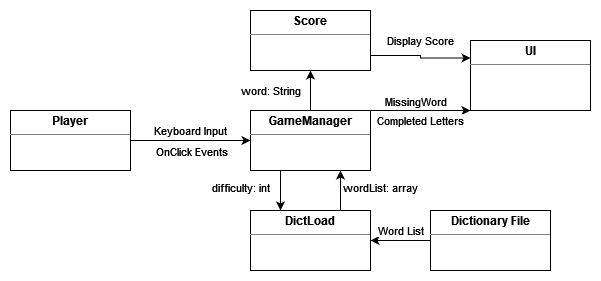 Score
Display Score
UI
word: String
MissingWord
Player
Keyboard Input
GameManager
Completed Letters
OnClick Events
difficulty: int
wordList: array
DictLoad
Word List
Dictionary File